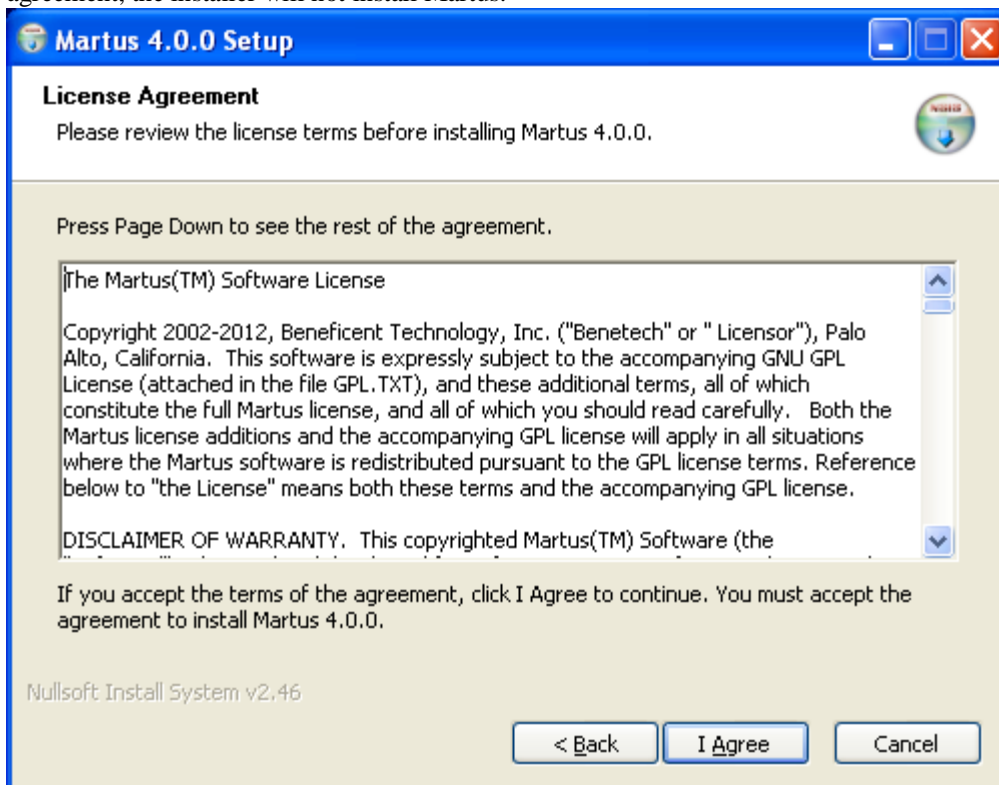 agreement, the installer will not install Martus.
Martus 4.0.0 Setup
License Agreement
Please review the license terms before installing Martus 4.0.0.
Press Page Down to see the rest of the agreement.
The Martus(TM) Software License
Copyright 2002-2012, Beneficent Technology, Inc. ("Benetech" or " Licensor"), Palo
Alto, California.  This software is expressly subject to the accompanying GNU GPL
License (attached in the file GPL.TXT), and these additional terms, all of which
constitute the full Martus license, and all of which you should read carefully.   Both the
Martus license additions and the accompanying GPL license will apply in all situations
where the Martus software is redistributed pursuant to the GPL license terms. Reference
below to "the License" means both these terms and the accompanying GPL license.
DISCLAIMER OF WARRANTY.  This copyrighted Martus(TM) Software (the
If you accept the terms of the agreement, click I Agree to continue. You must accept the
agreement to install Martus 4.0.0.
Nullsoft Install System v2.46
< Back
I Agree
Cancel